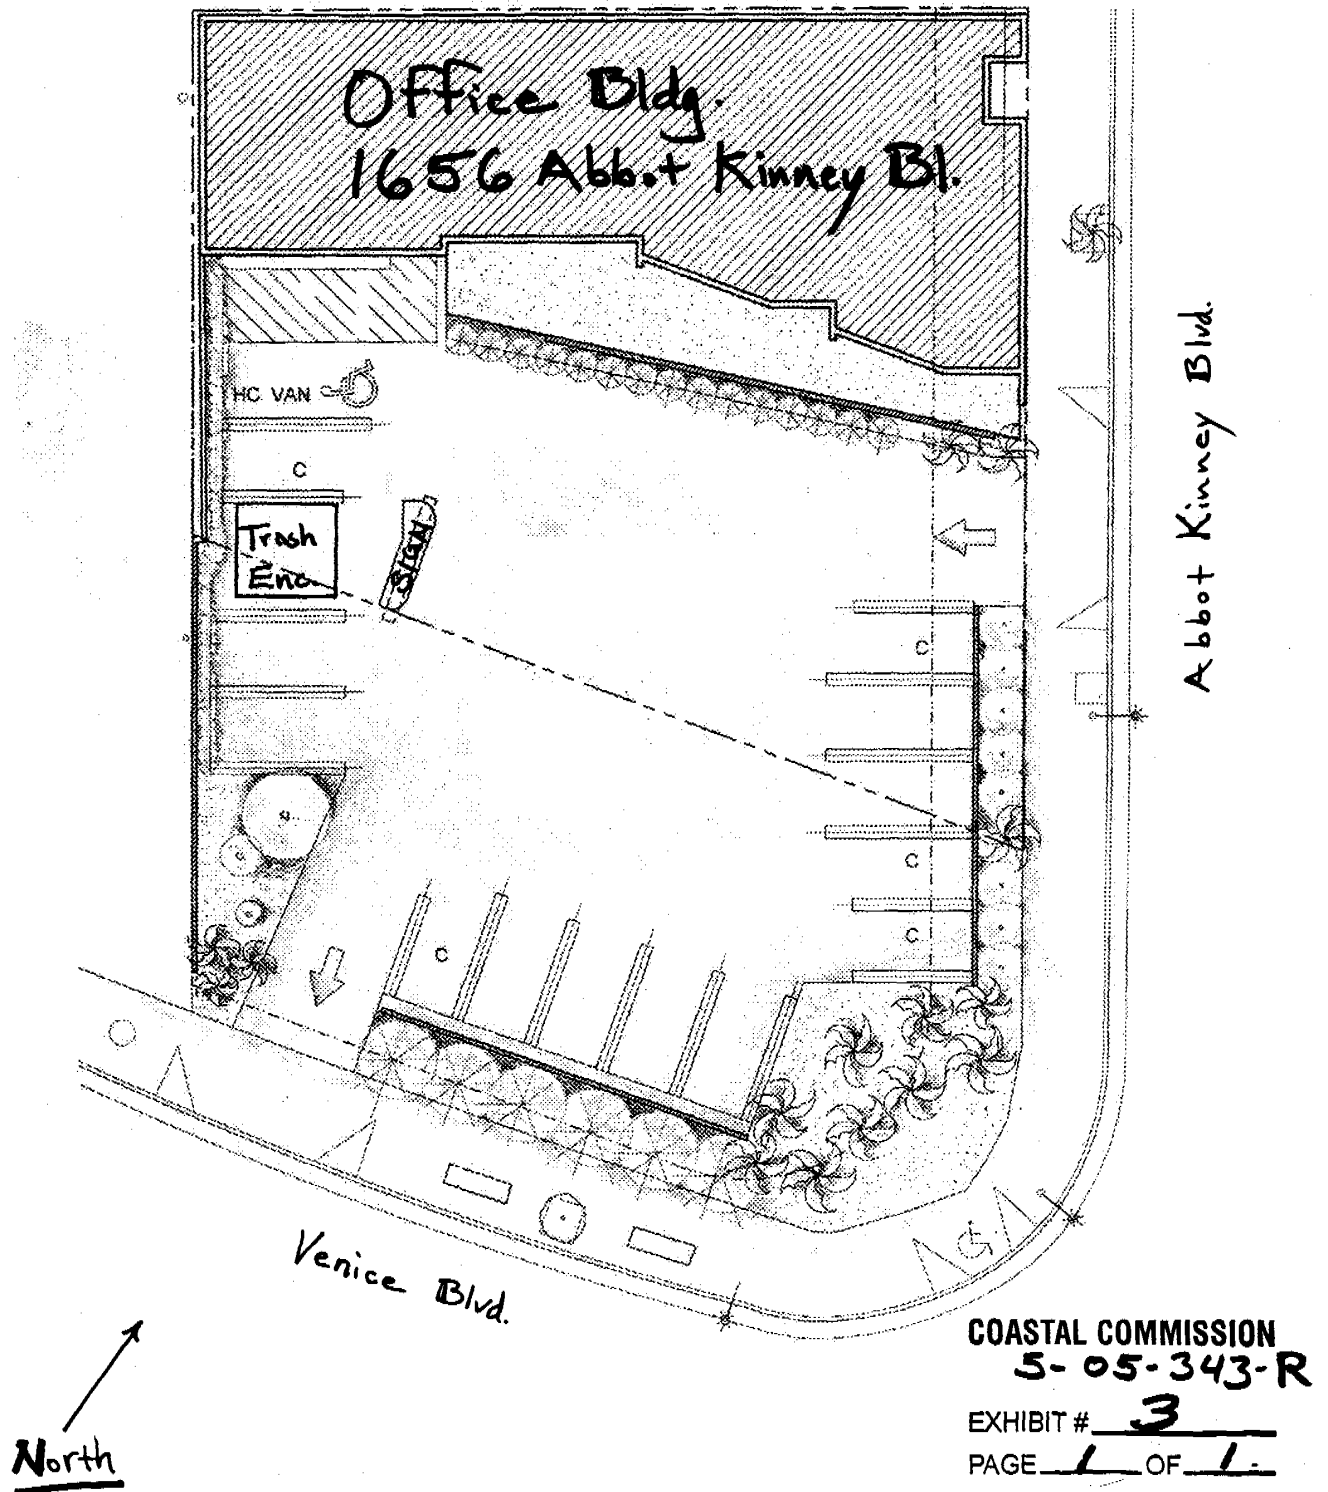 Office Bldg.
1656 Abbot Kinney Bl.
Abbot Kinney Blvd.
HC VAN
C
Trash
Enc.
SIGN
C
C
C
C
Venice Blvd.
North
COASTAL COMMISSION
5-05-343-R
EXHIBIT # 3
PAGE 1 OF 1.